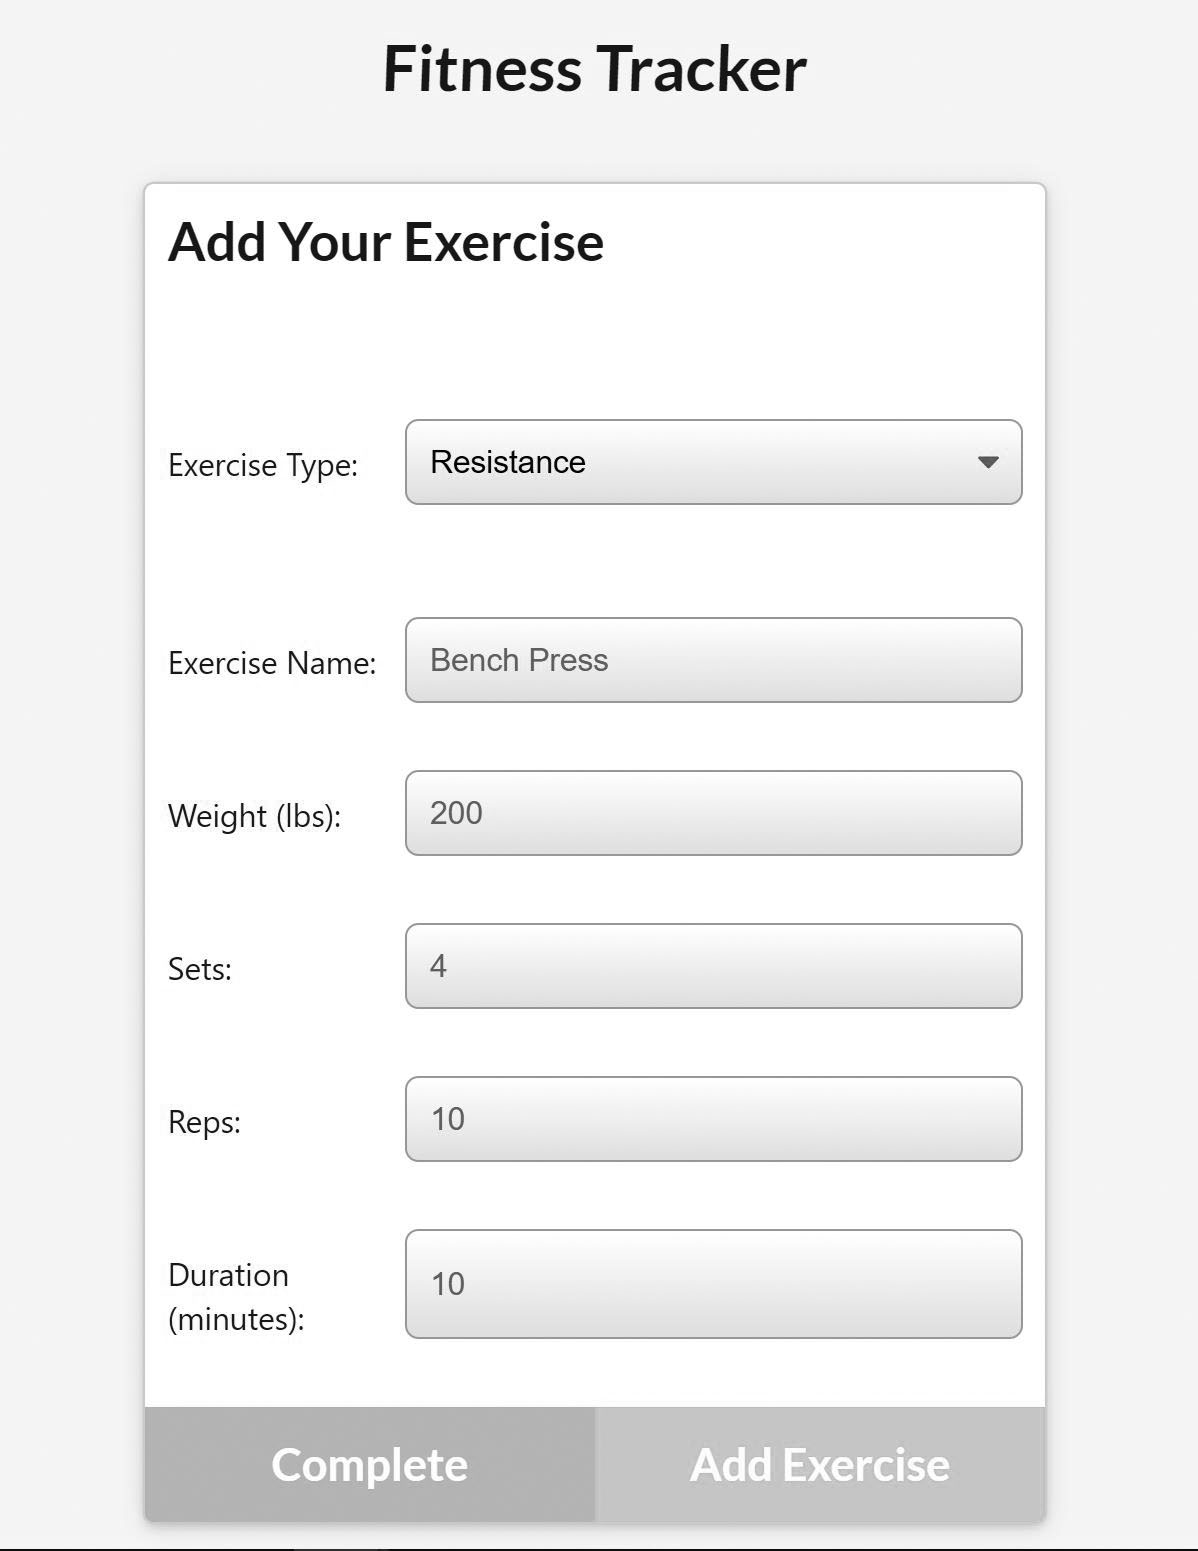 Fitness Tracker
Add Your Exercise
Exercise Type: Resistance
Exercise Name: Bench Press
Weight (lbs): 200
Sets: 4
Reps: 10
Duration
(minutes): 10
Complete Add Exercise